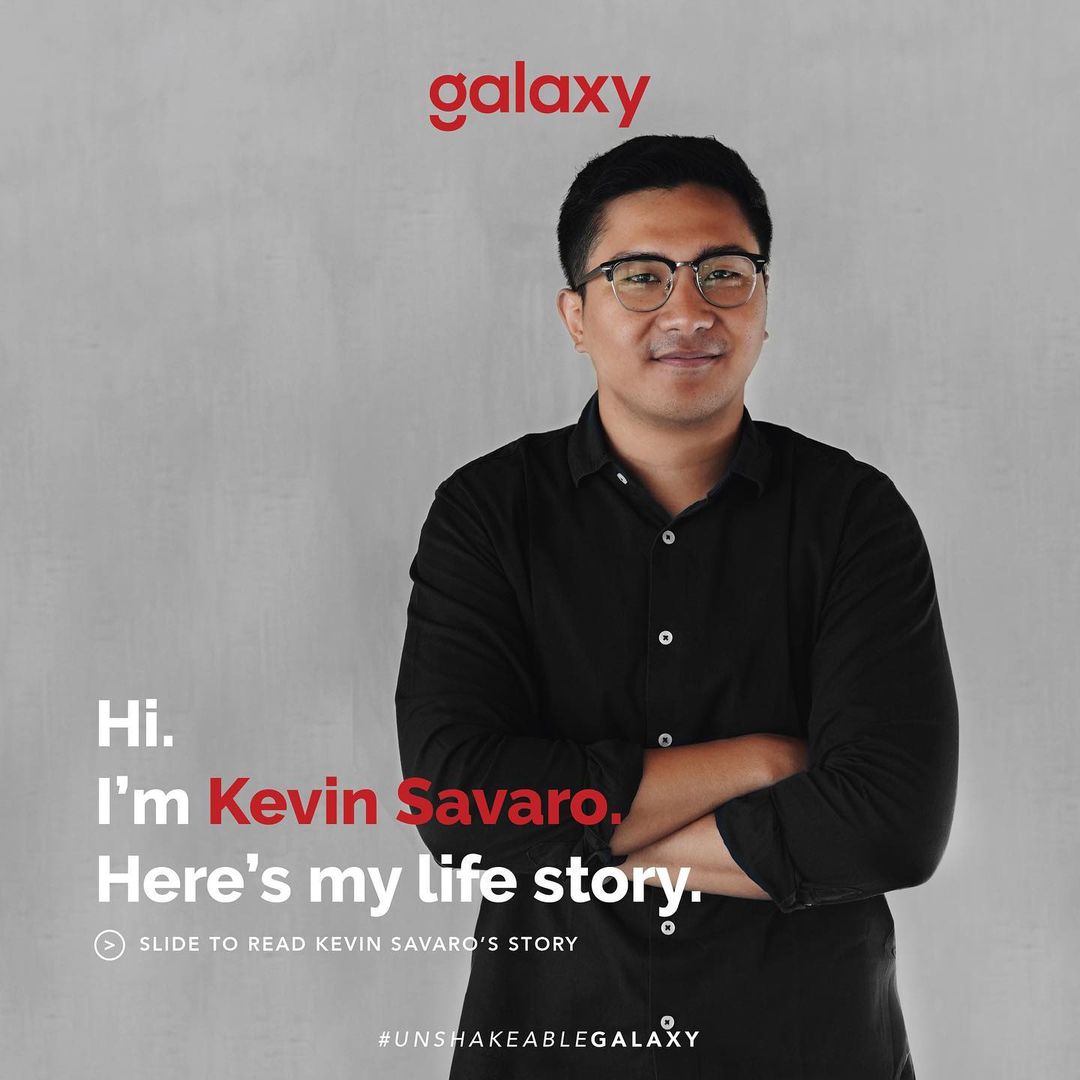 galaxy
Hi.
I’m Kevin Savaro.
Here’s my life story.
> SLIDE TO READ KEVIN SAVARO’S STORY
#UNSHAKEABLEGALAXY